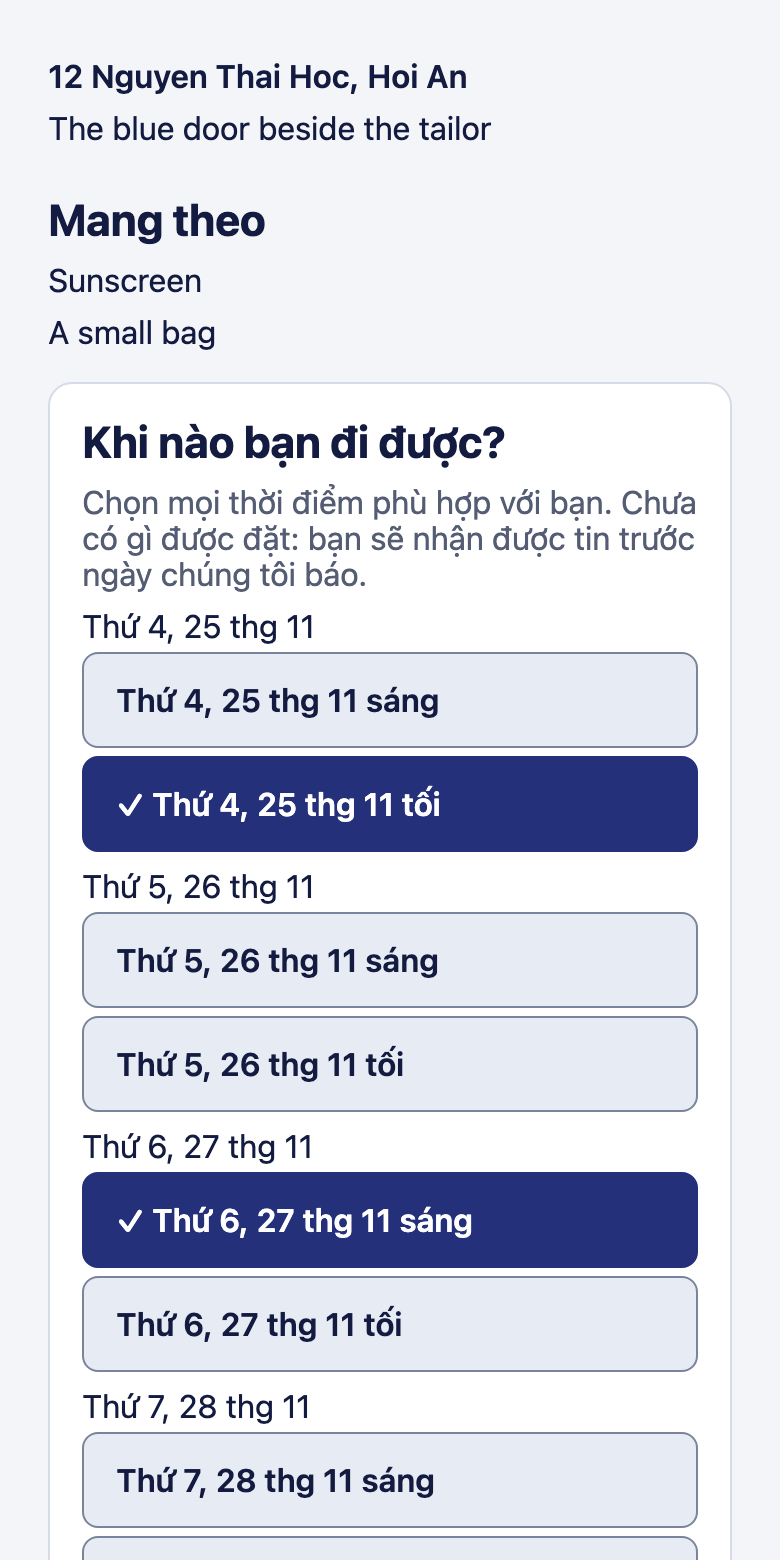 12 Nguyen Thai Hoc, Hoi An
The blue door beside the tailor
Mang theo
Sunscreen
A small bag
Khi nào bạn đi được?
Chọn mọi thời điểm phù hợp với bạn. Chưa
có gì được đặt: bạn sẽ nhận được tin trước
ngày chúng tôi báo.
Thứ 4, 25 thg 11
Thứ 4, 25 thg 11 sáng
✓ Thứ 4, 25 thg 11 tối
Thứ 5, 26 thg 11
Thứ 5, 26 thg 11 sáng
Thứ 5, 26 thg 11 tối
Thứ 6, 27 thg 11
✓ Thứ 6, 27 thg 11 sáng
Thứ 6, 27 thg 11 tối
Thứ 7, 28 thg 11
Thứ 7, 28 thg 11 sáng